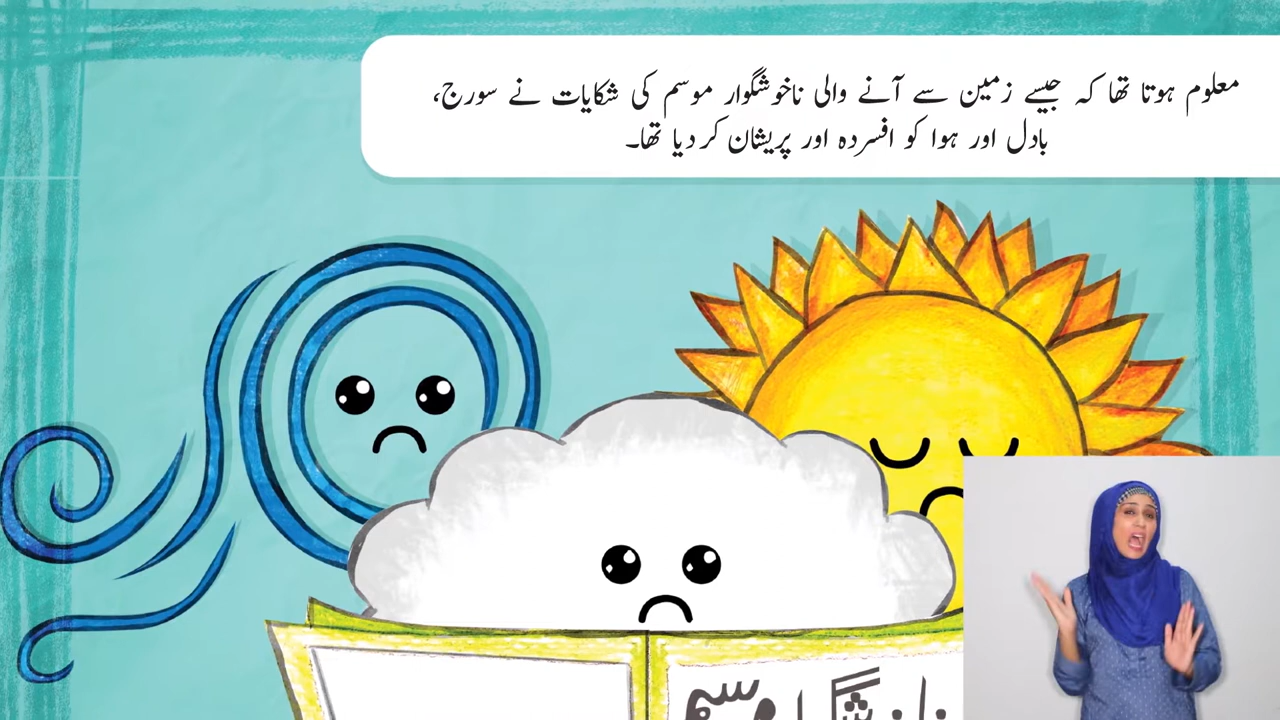 معلوم ہوتا تھا کہ جیسے زمین سے آنے والی ناخوشگوار موسم کی شکایات نے سورج،
بادل اور ہوا کو افسردہ اور پریشان کر دیا تھا۔